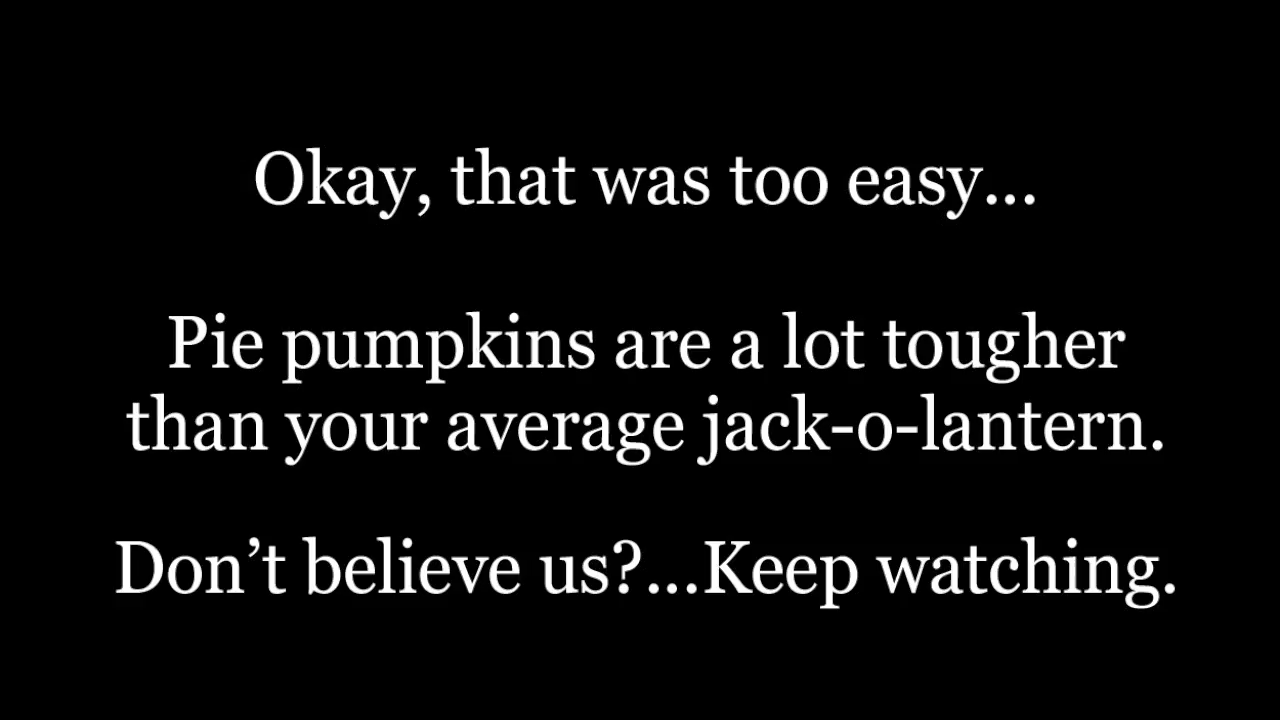 Okay, that was too easy...
Pie pumpkins are a lot tougher
than your average jack-o-lantern.
Don’t believe us?...Keep watching.